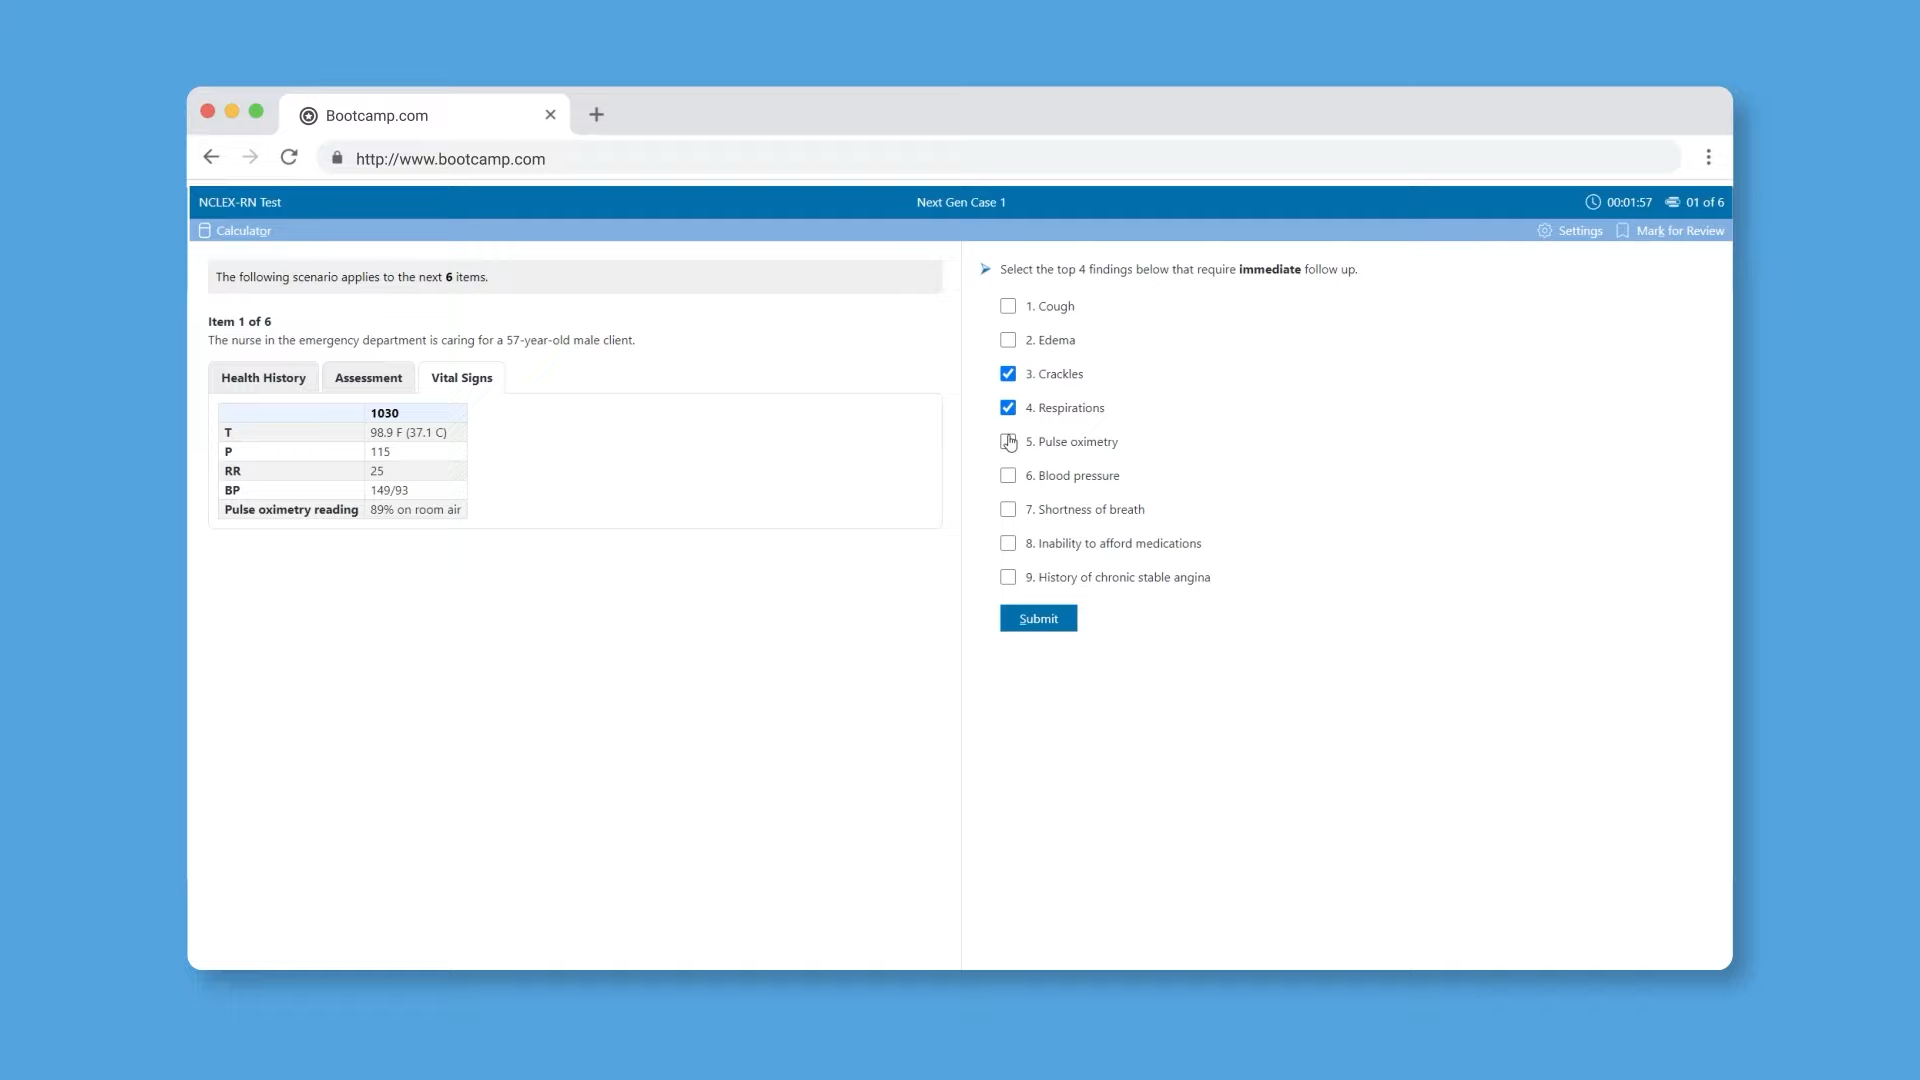 Bootcamp.com
http://www.bootcamp.com
NCLEX-RN Test
Next Gen Case 1
00:01:57
01 of 6
Calculator
Settings
Mark for Review
The following scenario applies to the next 6 items.
Item 1 of 6
The nurse in the emergency department is caring for a 57-year-old male client.
Health History
Assessment
Vital Signs
1030
T 98.9 F (37.1 C)
P 115
RR 25
BP 149/93
Pulse oximetry reading 89% on room air
Select the top 4 findings below that require immediate follow up.
1. Cough
2. Edema
3. Crackles
4. Respirations
5. Pulse oximetry
6. Blood pressure
7. Shortness of breath
8. Inability to afford medications
9. History of chronic stable angina
Submit